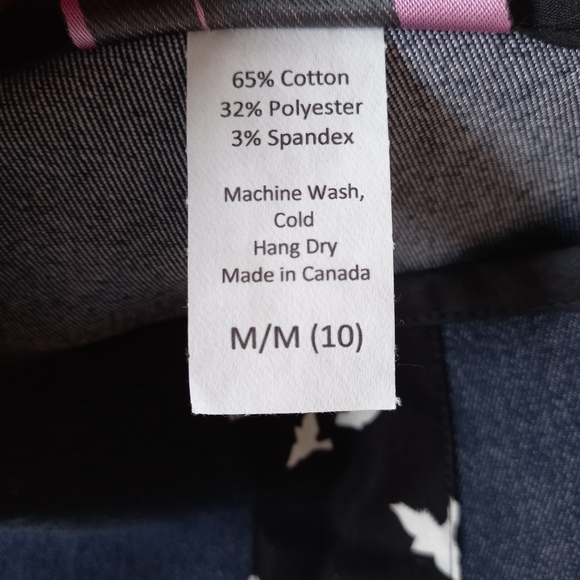 65% Cotton
32% Polyester
3% Spandex
Machine Wash,
Cold
Hang Dry
Made in Canada
M/M (10)